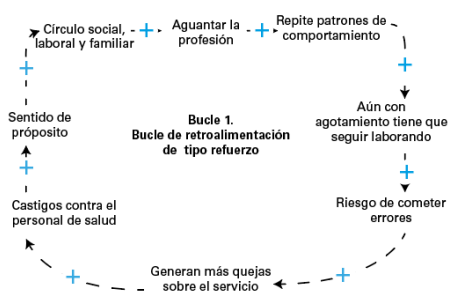 Círculo social,
laboral y familiar
+
Aguantar la
profesión
+
Repite patrones de
comportamiento
+
Aún con
agotamiento tiene que
seguir laborando
+
Riesgo de cometer
errores
+
Generan más quejas
sobre el servicio
+
Castigos contra el
personal de salud
+
Sentido de
próposito
+
Bucle 1.
Bucle de retroalimentación
de tipo refuerzo